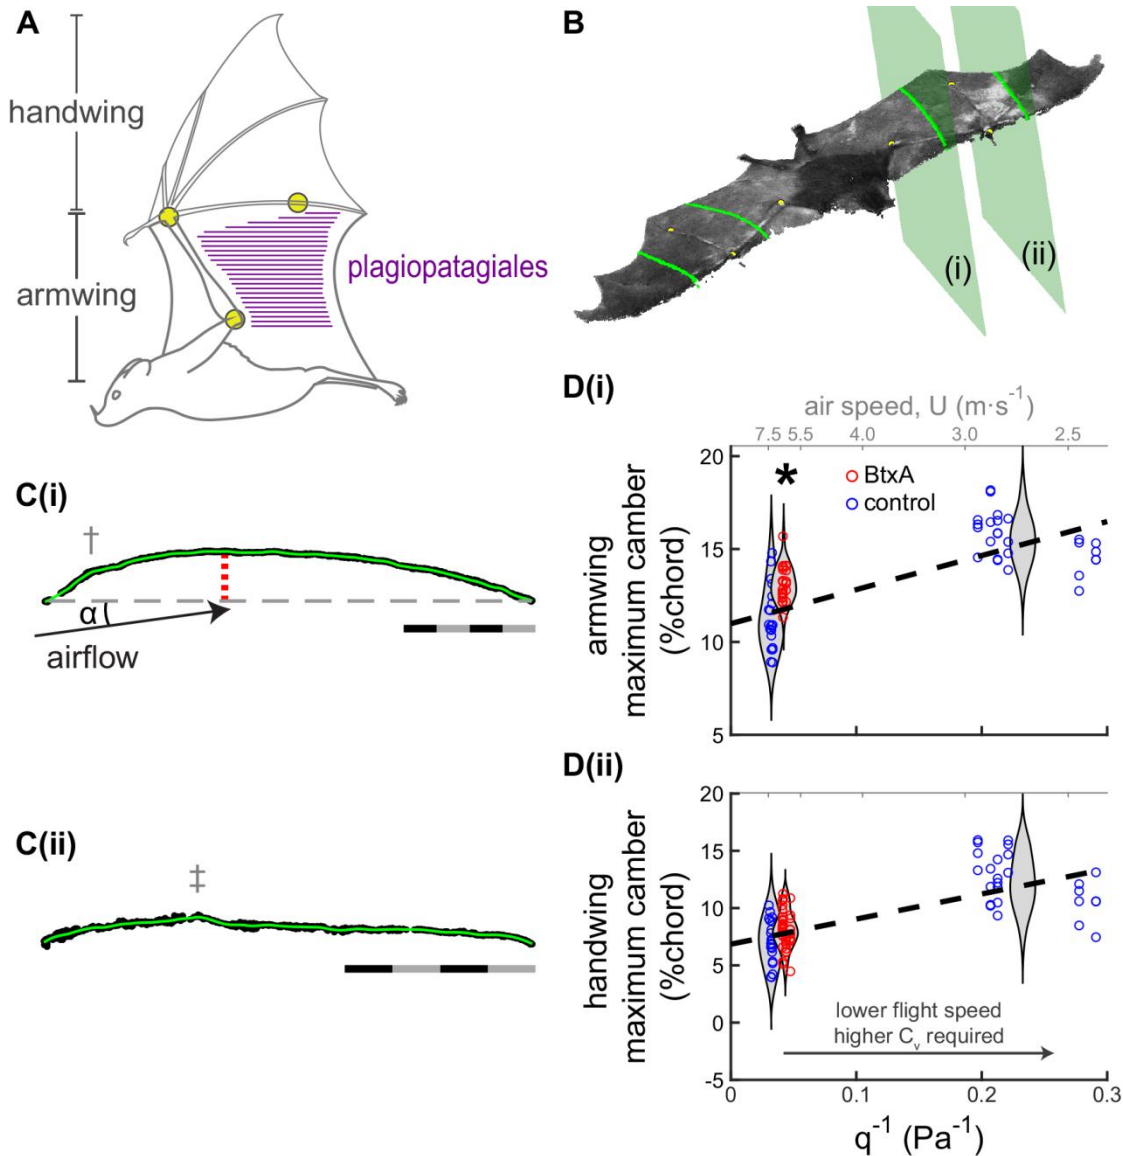 A
handwing
armwing
plagiopatagiales
B
(i)
(ii)
C(i)
†
α
airflow
C(ii)
‡
D(i)
air speed, U (m·s⁻¹)
7.5 5.5 4.0 3.0 2.5
*
BtxA
control
20
15
10
5
armwing
maximum camber
(%chord)
D(ii)
20
15
10
5
0
-5
handwing
maximum camber
(%chord)
lower flight speed
higher Cᵥ required
0 0.1 0.2 0.3
q⁻¹ (Pa⁻¹)